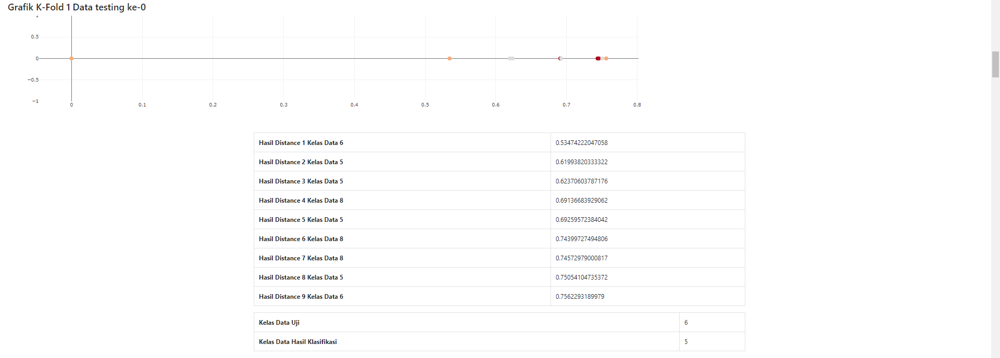 Grafik K-Fold 1 Data testing ke-0
1
0.5
0
−0.5
−1
0 0.1 0.2 0.3 0.4 0.5 0.6 0.7 0.8
Hasil Distance 1 Kelas Data 6 0.53474222047058
Hasil Distance 2 Kelas Data 5 0.61993820333322
Hasil Distance 3 Kelas Data 5 0.62370603787176
Hasil Distance 4 Kelas Data 8 0.69136683929062
Hasil Distance 5 Kelas Data 5 0.69259572384042
Hasil Distance 6 Kelas Data 8 0.74399727494806
Hasil Distance 7 Kelas Data 8 0.74572979000817
Hasil Distance 8 Kelas Data 5 0.75054104735372
Hasil Distance 9 Kelas Data 6 0.7562293189979
Kelas Data Uji 6
Kelas Data Hasil Klasifikasi 5